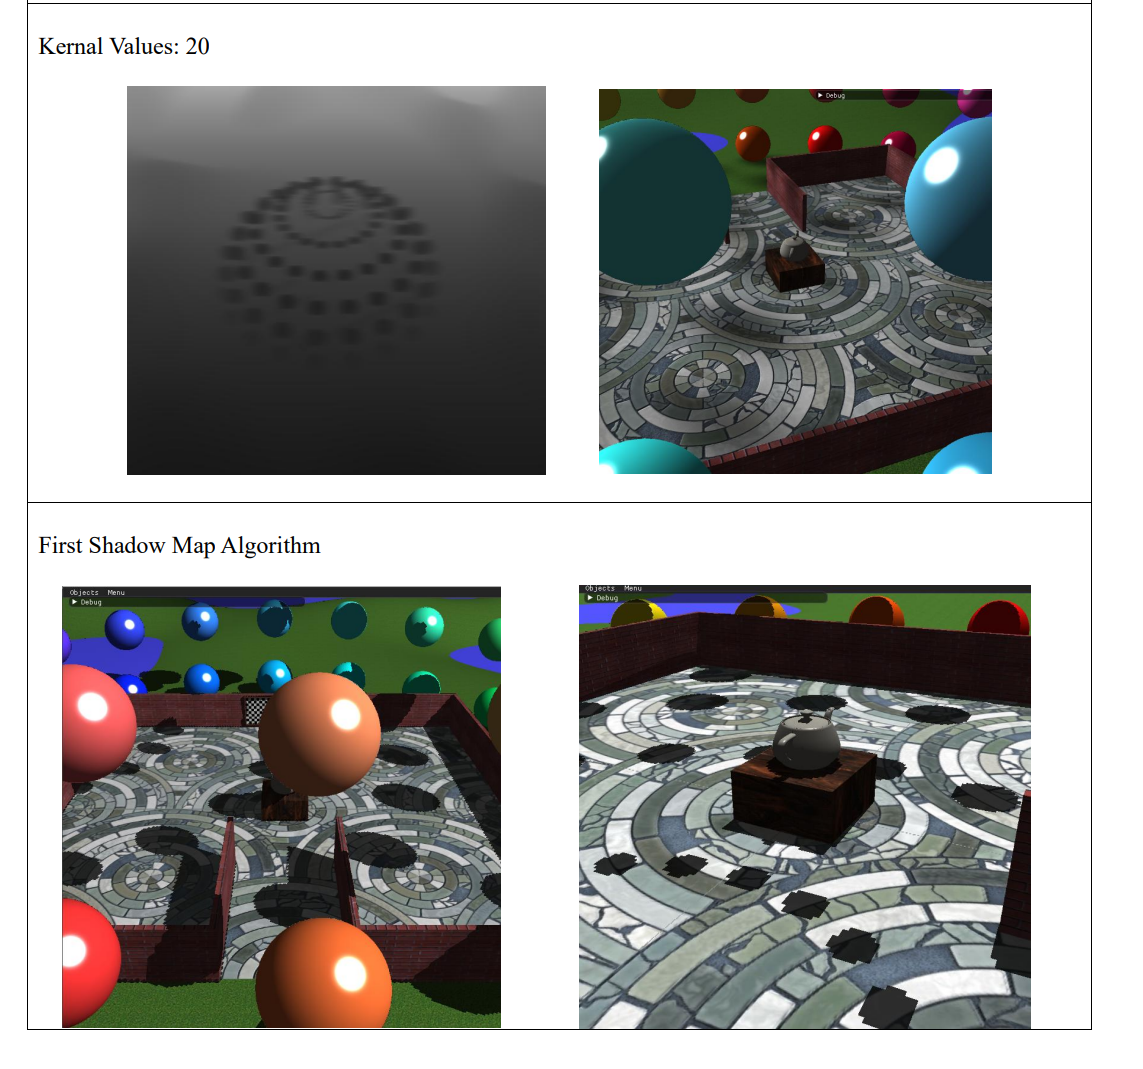 Kernal Values: 20
▶ Debug
First Shadow Map Algorithm
Objects Menu
▶ Debug
Objects Menu
▶ Debug